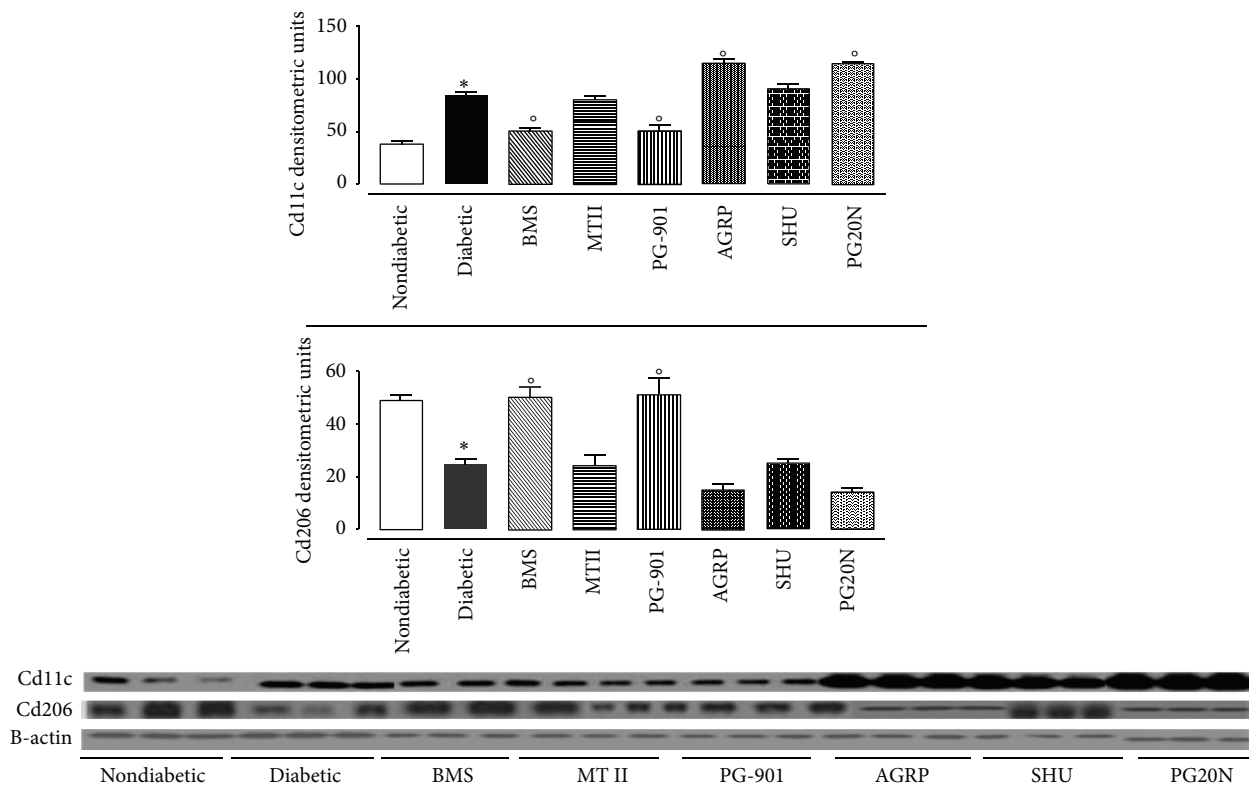 Cd11c densitometric units
150
100
50
0
*
°
°
°
°
Nondiabetic
Diabetic
BMS
MTII
PG-901
AGRP
SHU
PG20N
Cd206 densitometric units
60
40
20
0
*
°
°
Nondiabetic
Diabetic
BMS
MTII
PG-901
AGRP
SHU
PG20N
Cd11c
Cd206
B-actin
Nondiabetic Diabetic BMS MT II PG-901 AGRP SHU PG20N